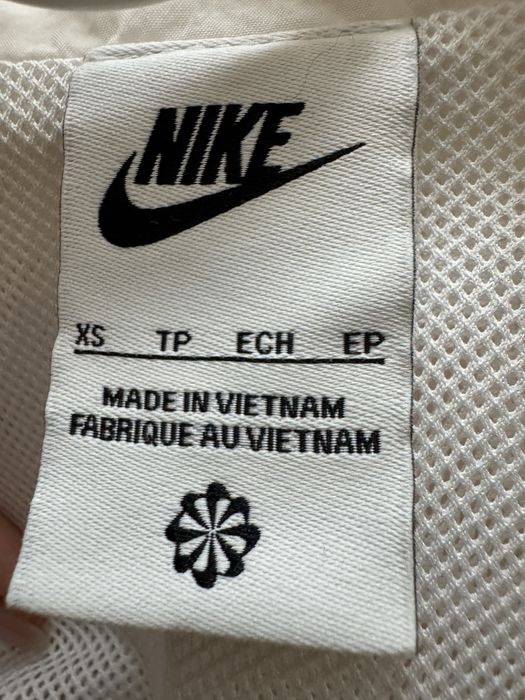 NIKE
XS TP ECH EP
MADE IN VIETNAM
FABRIQUE AU VIETNAM